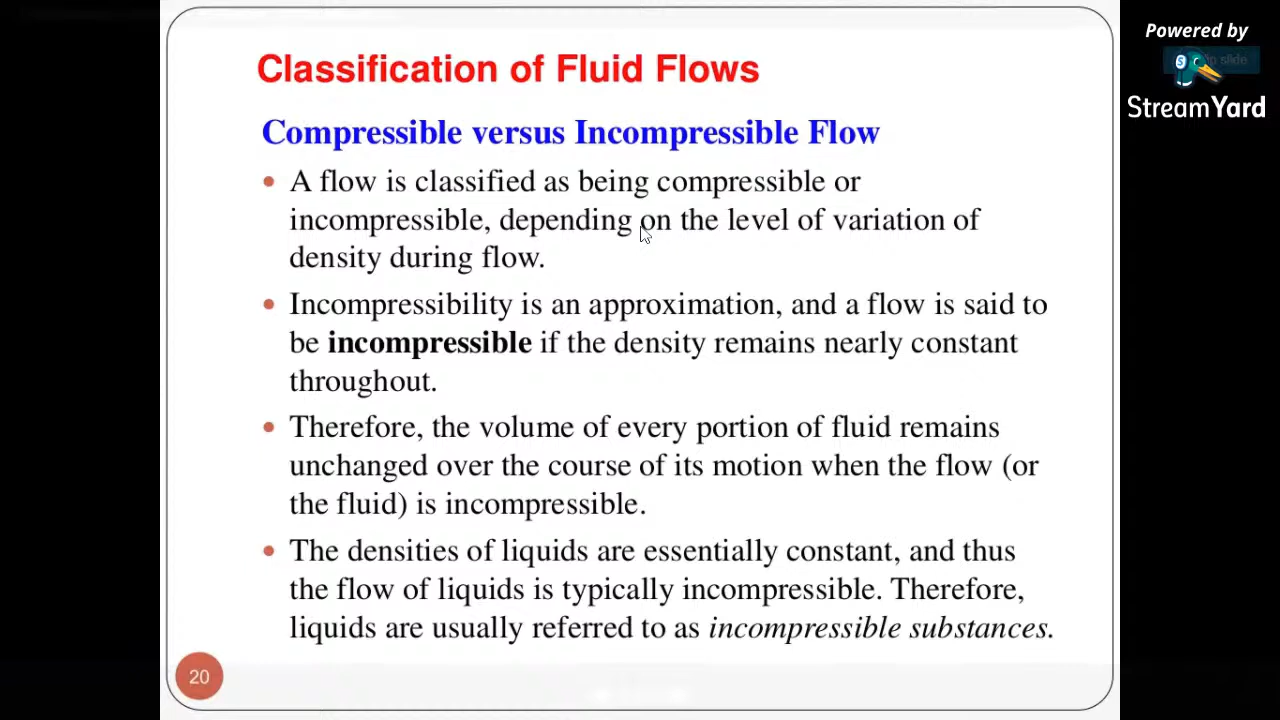 Classification of Fluid Flows
Compressible versus Incompressible Flow
• A flow is classified as being compressible or
incompressible, depending on the level of variation of
density during flow.
• Incompressibility is an approximation, and a flow is said to
be incompressible if the density remains nearly constant
throughout.
• Therefore, the volume of every portion of fluid remains
unchanged over the course of its motion when the flow (or
the fluid) is incompressible.
• The densities of liquids are essentially constant, and thus
the flow of liquids is typically incompressible. Therefore,
liquids are usually referred to as incompressible substances.
20
Powered by
slide
StreamYard